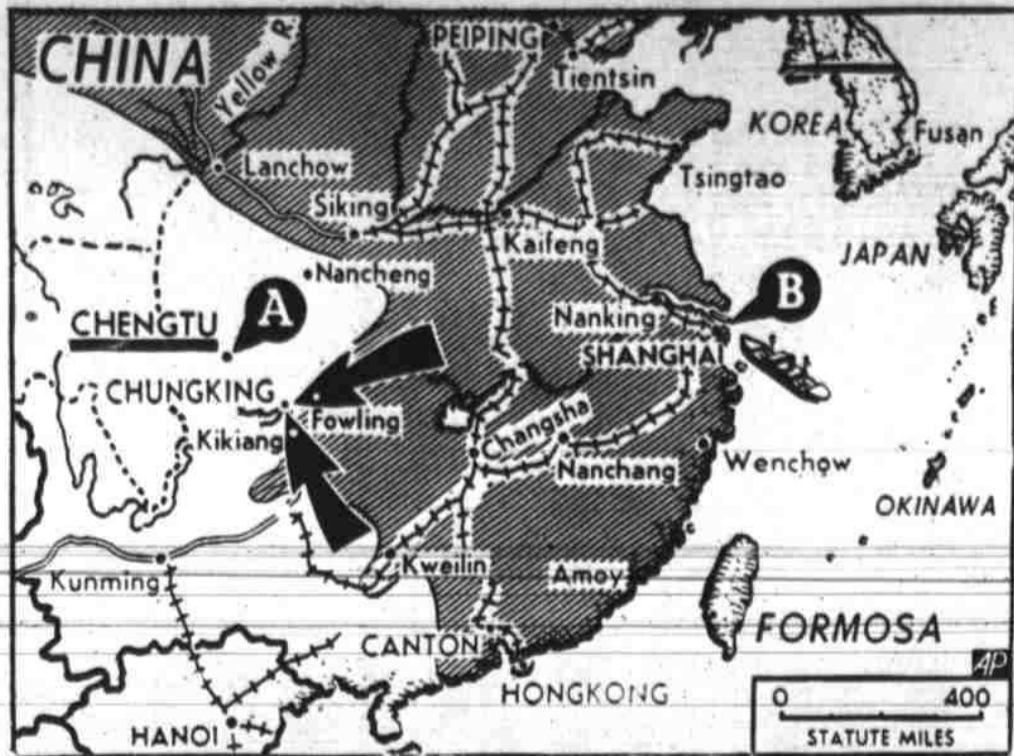 CHINA
Yellow R.
PEIPING
Tientsin
KOREA
Fusan
Lanchow
Tsingtao
Siking
Kaifeng
JAPAN
Nancheng
A
B
CHENGTU
Nanking
SHANGHAI
CHUNGKING
Fowling
Changsha
Kikiang
Nanchang
Wenchow
OKINAWA
Kweilin
Kunming
Amoy
FORMOSA
CANTON
AP
HONGKONG
0 400
HANOI
STATUTE MILES